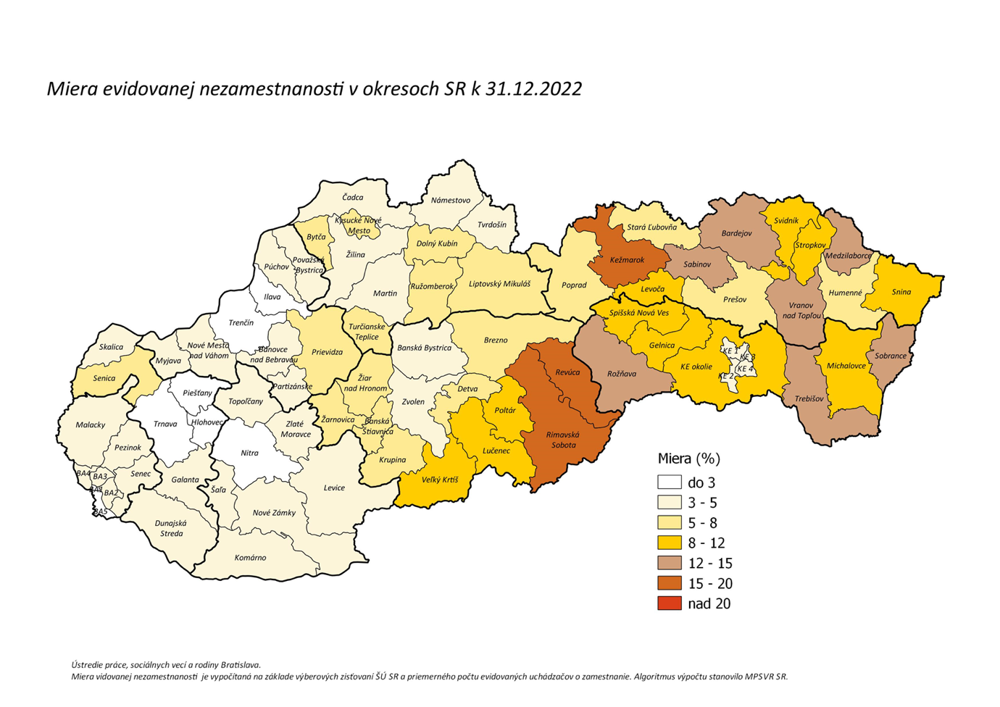 Miera evidovanej nezamestnanosti v okresoch SR k 31.12.2022
Čadca
Námestovo
Kysucké Nové
Mesto
Tvrdošín
Bytča
Dolný Kubín
Žilina
Stará Ľubovňa
Bardejov
Svidník
Stropkov
Medzilaborce
Púchov
Považská
Bystrica
Kežmarok
Sabinov
Ružomberok
Liptovský Mikuláš
Poprad
Levoča
Martin
Ilava
Prešov
Humenné
Snina
Vranov
nad Topľou
Trenčín
Spišská Nová Ves
Turčianske
Teplice
Brezno
Banská Bystrica
Gelnica
Skalica
Nové Mesto
nad Váhom
Bánovce
nad Bebravou
Prievidza
Myjava
KE 1
KE 3
KE 4
KE 2
KE okolie
Michalovce
Sobrance
Senica
Revúca
Rožňava
Žiar
nad Hronom
Partizánske
Piešťany
Topoľčany
Detva
Zvolen
Trebišov
Poltár
Malacky
Trnava
Hlohovec
Zlaté
Moravce
Žarnovica
Banská
Štiavnica
Rimavská
Sobota
Pezinok
Nitra
Krupina
Lučenec
BA4
BA3
Senec
Galanta
Veľký Krtíš
BA2
BA5
Šaľa
Levice
Nové Zámky
Dunajská
Streda
Komárno
Miera (%)
do 3
3 - 5
5 - 8
8 - 12
12 - 15
15 - 20
nad 20
Ústredie práce, sociálnych vecí a rodiny Bratislava.
Miera vidovanej nezamestnanosti je vypočítaná na základe výberových zisťovaní ŠÚ SR a priemerného počtu evidovaných uchádzačov o zamestnanie. Algoritmus výpočtu stanovilo MPSVR SR.